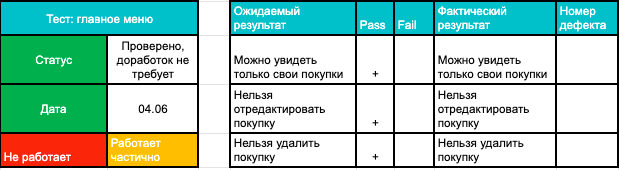 Тест: главное меню
Статус
Проверено,
доработок не
требует
Дата
04.06
Не работает
Работает
частично
Ожидаемый
результат
Pass
Fail
Фактический
результат
Номер
дефекта
Можно увидеть
только свои покупки
+
Можно увидеть
только свои покупки
Нельзя
отредактировать
покупку
+
Нельзя
отредактировать
покупку
Нельзя удалить
покупку
+
Нельзя удалить
покупку